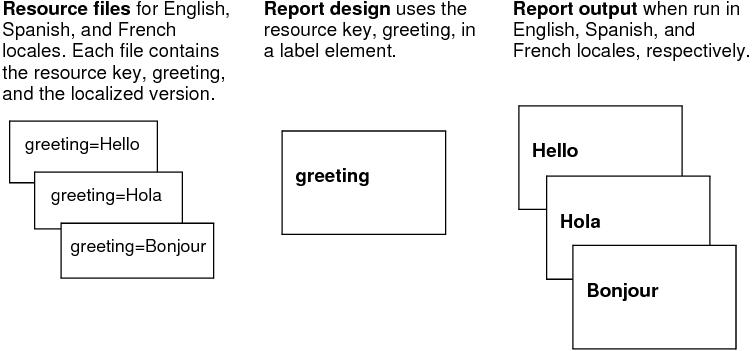 Resource files for English,
Spanish, and French
locales. Each file contains
the resource key, greeting,
and the localized version.
greeting=Hello
greeting=Hola
greeting=Bonjour
Report design uses the
resource key, greeting, in
a label element.
greeting
Report output when run in
English, Spanish, and
French locales, respectively.
Hello
Hola
Bonjour